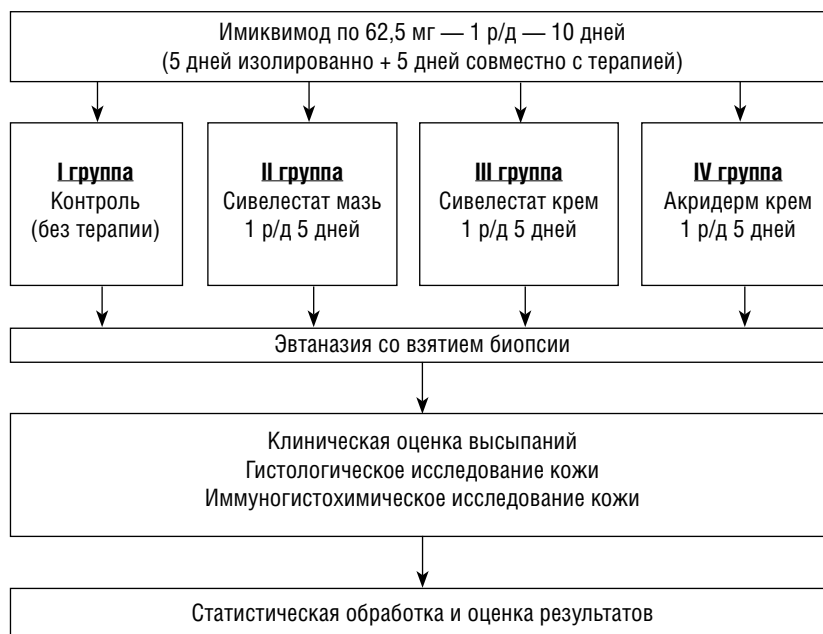 Имиквимод по 62,5 мг — 1 р/д — 10 дней
(5 дней изолированно + 5 дней совместно с терапией)
I группа
Контроль
(без терапии)
II группа
Сивелестат мазь
1 р/д 5 дней
III группа
Сивелестат крем
1 р/д 5 дней
IV группа
Акридерм крем
1 р/д 5 дней
Эвтаназия со взятием биопсии
Клиническая оценка высыпаний
Гистологическое исследование кожи
Иммуногистохимическое исследование кожи
Статистическая обработка и оценка результатов